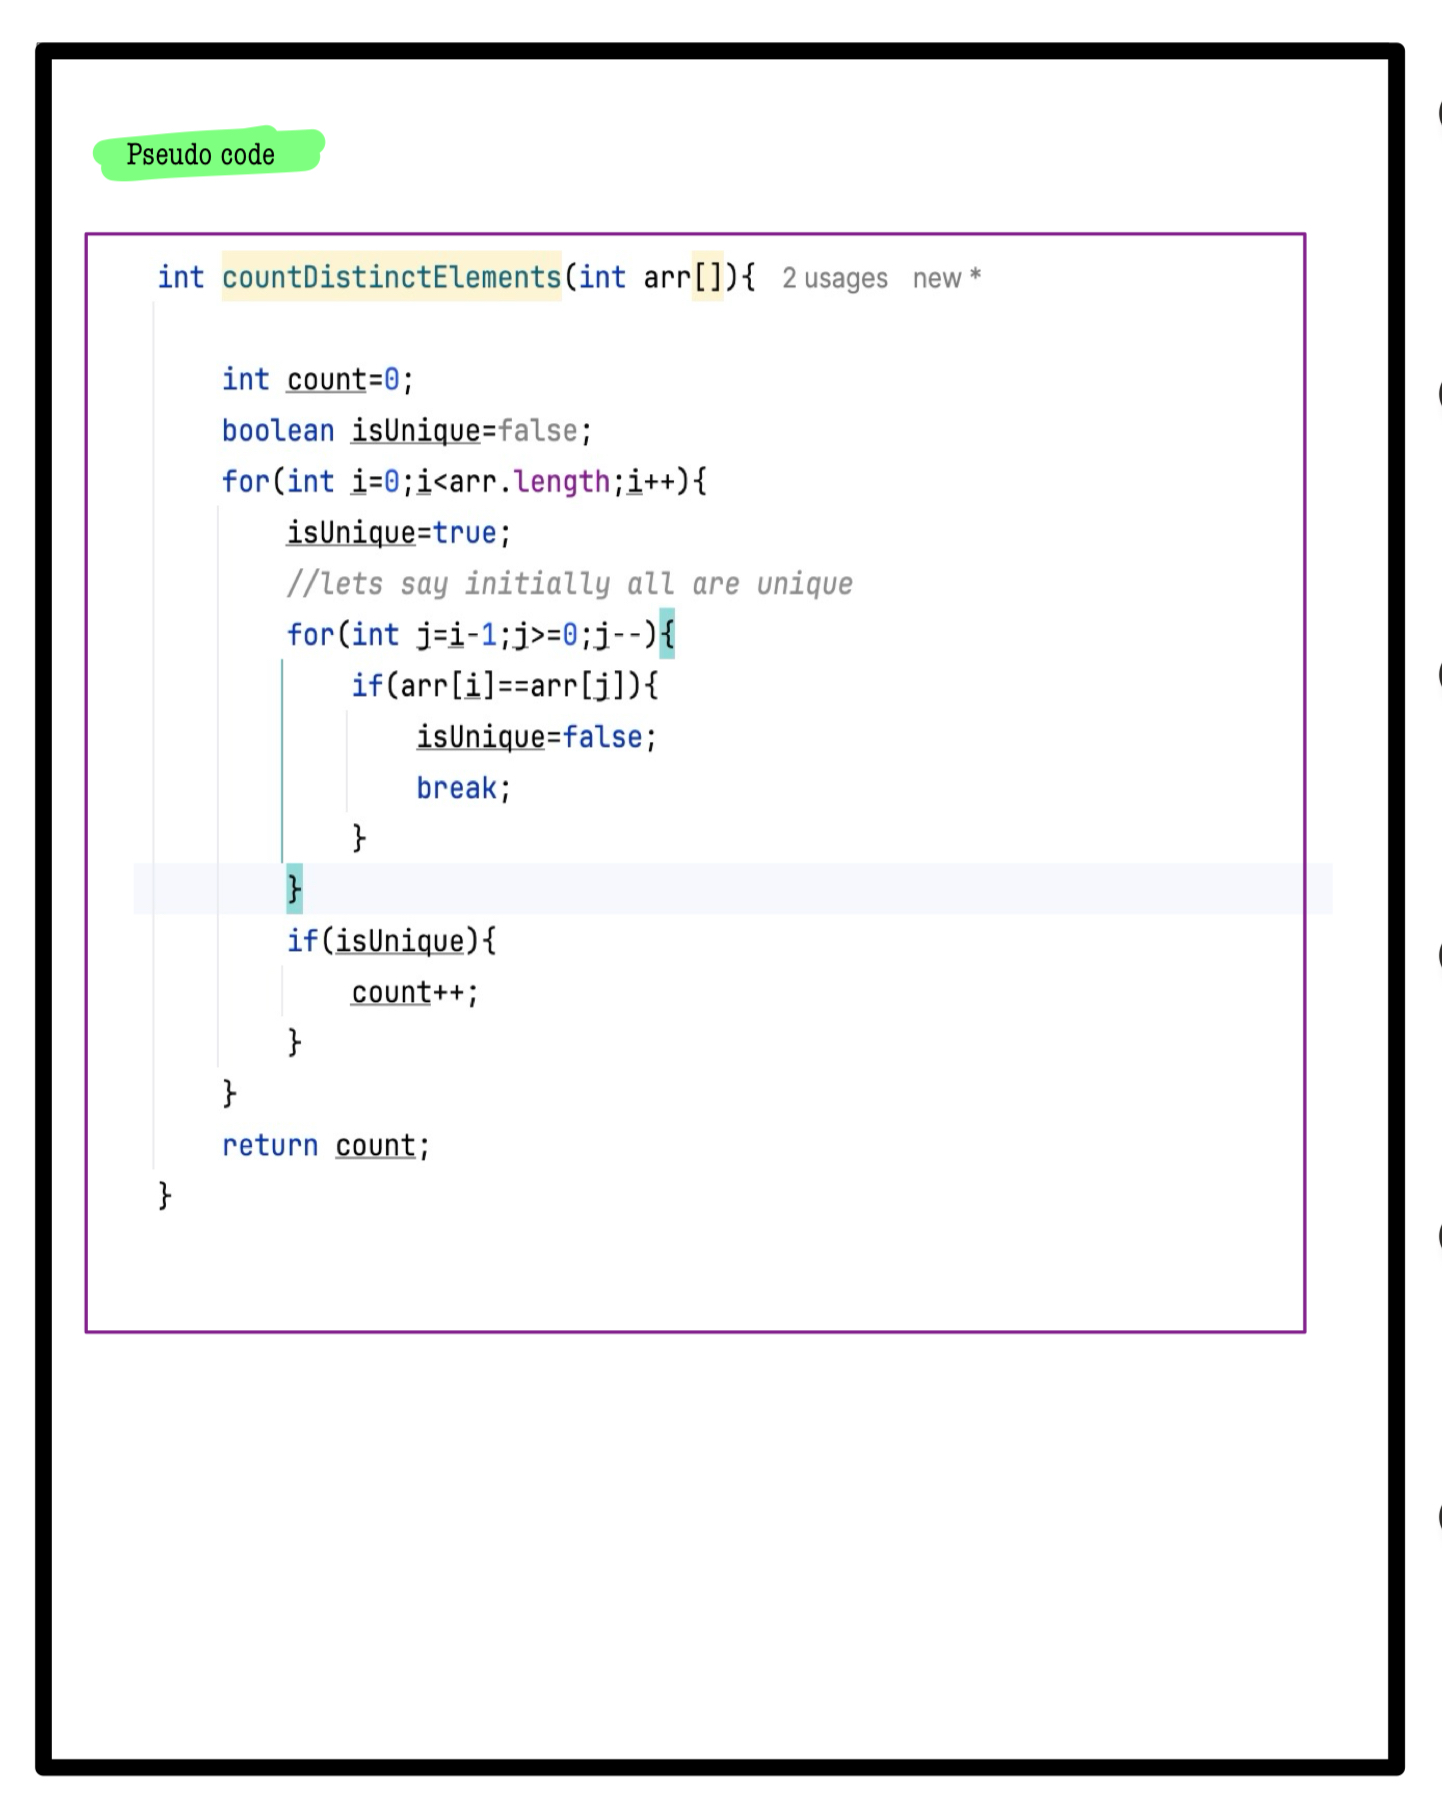 Pseudo code
int countDistinctElements(int arr[]){ 2 usages new *
int count=0;
boolean isUnique=false;
for(int i=0;i<arr.length;i++){
isUnique=true;
//lets say initially all are unique
for(int j=i-1;j>=0;j--){
if(arr[i]==arr[j]){
isUnique=false;
break;
}
}
if(isUnique){
count++;
}
}
return count;
}